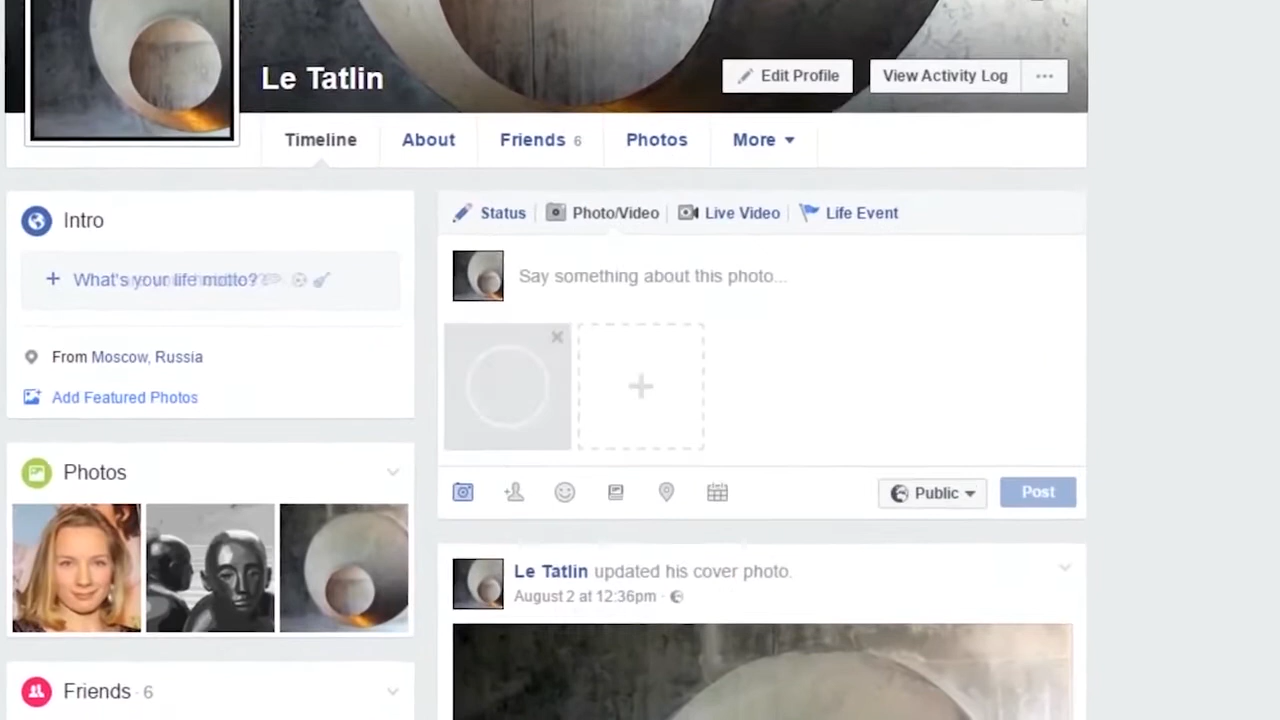 Le Tatlin
Edit Profile
View Activity Log
Timeline
About
Friends 6
Photos
More
Intro
What's your life motto?
From Moscow, Russia
Add Featured Photos
Photos
Friends · 6
Status
Photo/Video
Live Video
Life Event
Say something about this photo...
Public
Post
Le Tatlin updated his cover photo.
August 2 at 12:36pm ·